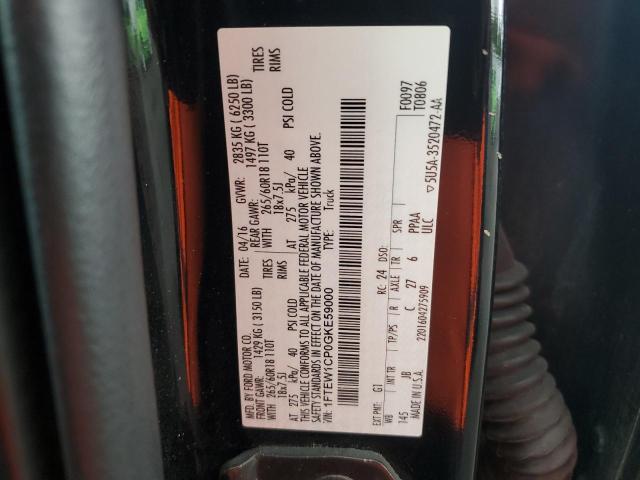 MFD. BY FORD MOTOR CO. DATE: 04/16 GVWR: 2835 KG ( 6250 LB)
FRONT GAWR: 1429 KG ( 3150 LB) REAR GAWR: 1497 KG ( 3300 LB)
WITH 265/60R18 110T TIRES WITH 265/60R18 110T TIRES
18x7.5J RIMS 18x7.5J RIMS
AT 275 kPa/ 40 PSI COLD AT 275 kPa/ 40 PSI COLD
THIS VEHICLE CONFORMS TO ALL APPLICABLE FEDERAL MOTOR VEHICLE
SAFETY STANDARDS IN EFFECT ON THE DATE OF MANUFACTURE SHOWN ABOVE.
VIN: 1FTEW1CP0GKE59000 TYPE: Truck
F0097
T0806
EXT PNT: G1 RC: 24 DSO:
WB INT TR TP/PS R AXLE TR SPR
145 JB C 27 6 PPAA
ULC
MADE IN U.S.A. 2201604275909 ▽5U5A-3520472-AA